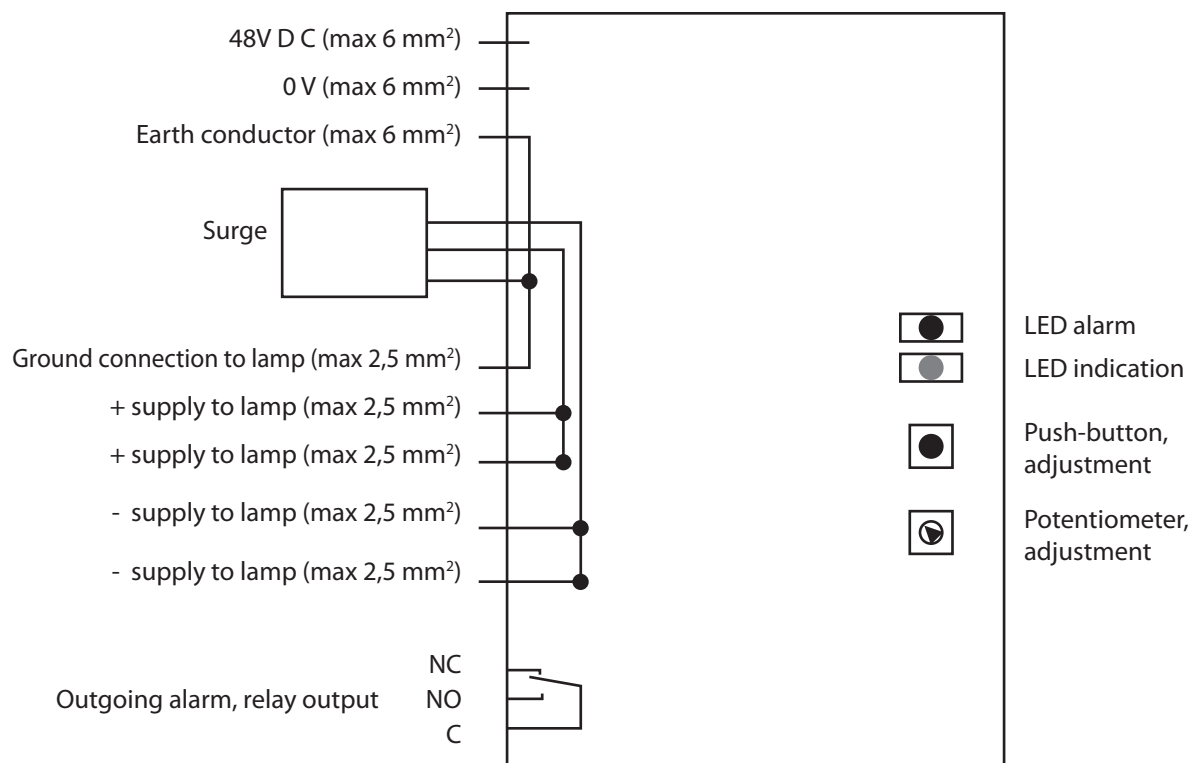 48V D C (max 6 mm²)
0 V (max 6 mm²)
Earth conductor (max 6 mm²)
Surge
Ground connection to lamp (max 2,5 mm²)
+ supply to lamp (max 2,5 mm²)
+ supply to lamp (max 2,5 mm²)
- supply to lamp (max 2,5 mm²)
- supply to lamp (max 2,5 mm²)
NC
Outgoing alarm, relay output NO
C
LED alarm
LED indication
Push-button,
adjustment
Potentiometer,
adjustment